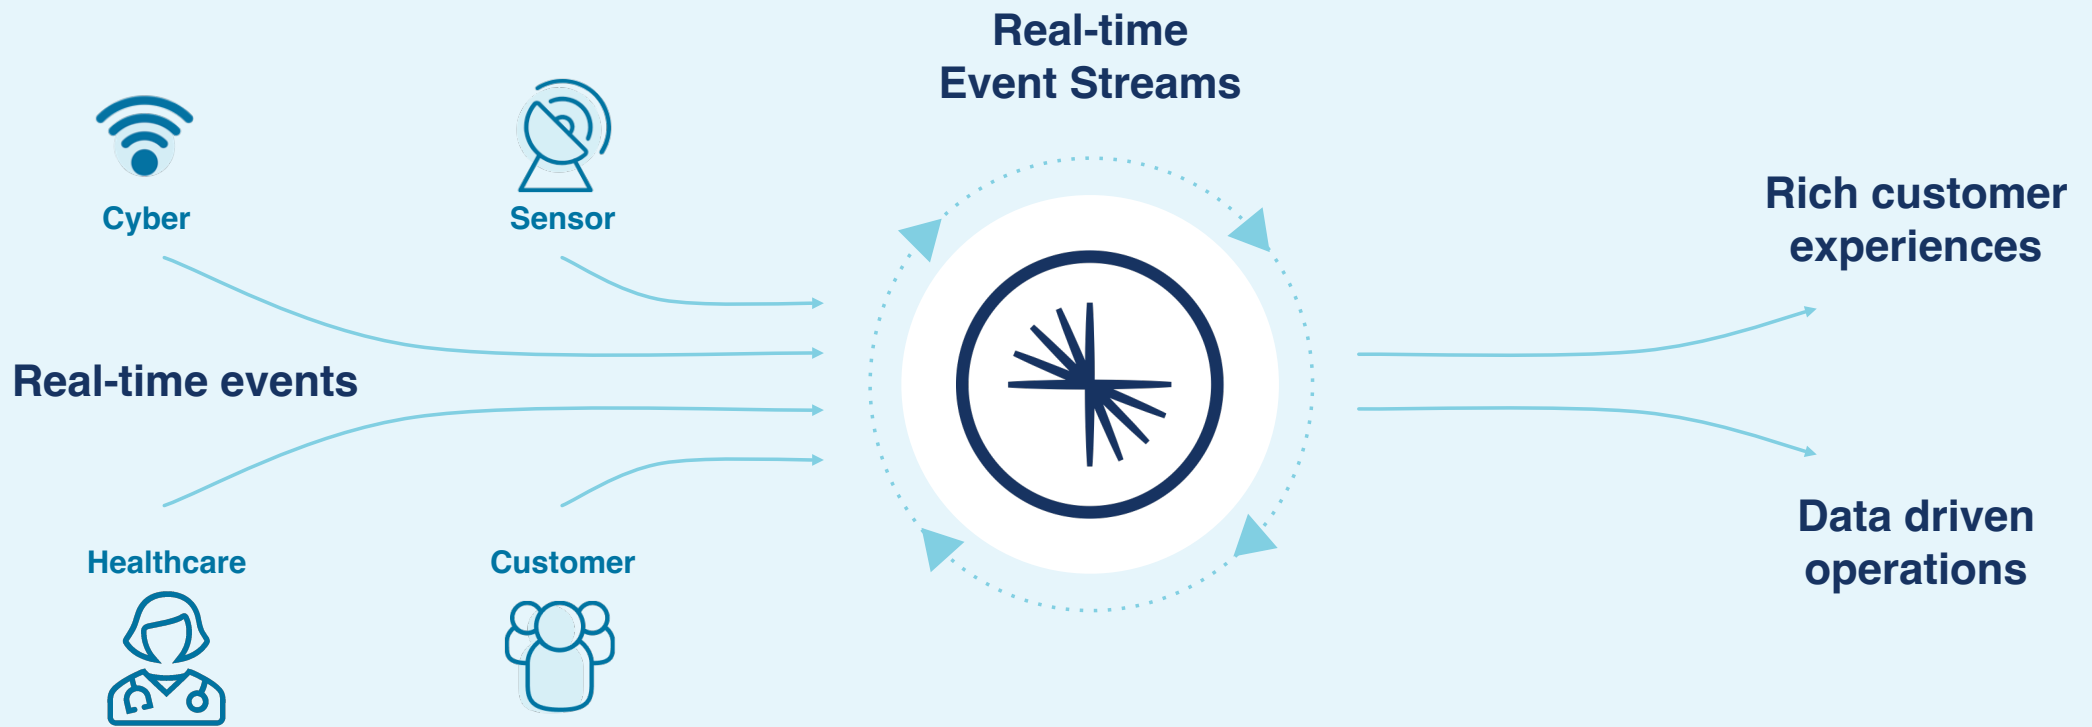 Real-time
Event Streams
Cyber
Sensor
Rich customer
experiences
Real-time events
Healthcare
Customer
Data driven
operations